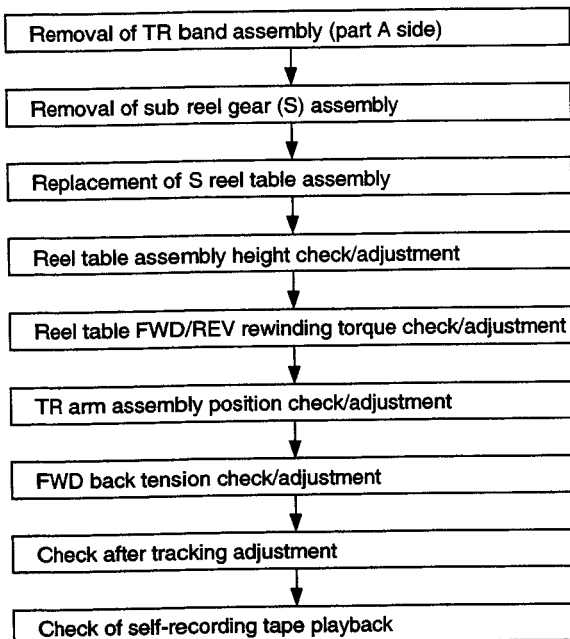 Removal of TR band assembly (part A side)
Removal of sub reel gear (S) assembly
Replacement of S reel table assembly
Reel table assembly height check/adjustment
Reel table FWD/REV rewinding torque check/adjustment
TR arm assembly position check/adjustment
FWD back tension check/adjustment
Check after tracking adjustment
Check of self-recording tape playback